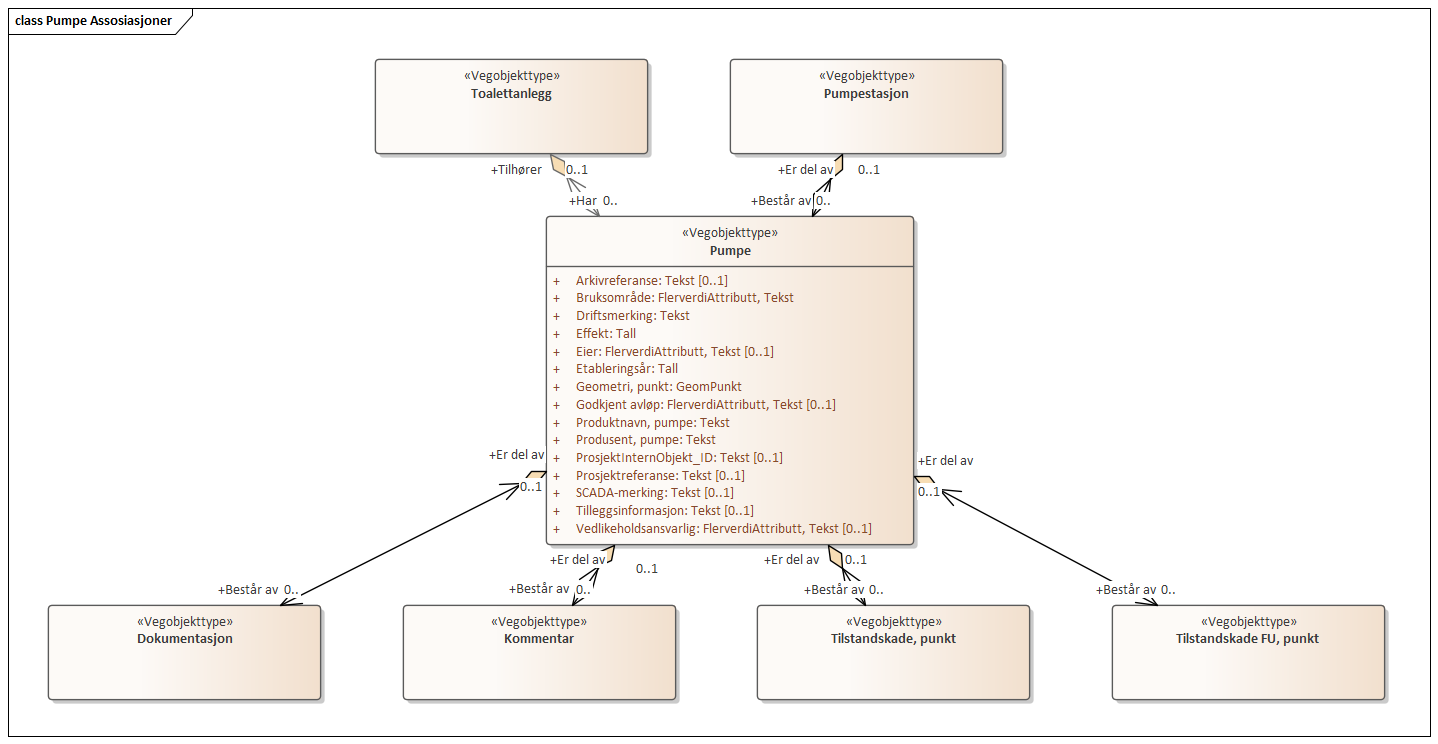 class Pumpe Assosiasjoner
«Vegobjekttype»
Toalettanlegg
«Vegobjekttype»
Pumpestasjon
+Tilhører
0..1
+Er del av
0..1
+Har 0..
+Består av 0..
«Vegobjekttype»
Pumpe
+ Arkivreferanse: Tekst [0..1]
+ Bruksområde: FlerverdiAttributt, Tekst
+ Driftsmerking: Tekst
+ Effekt: Tall
+ Eier: FlerverdiAttributt, Tekst [0..1]
+ Etableringsår: Tall
+ Geometri, punkt: GeomPunkt
+ Godkjent avløp: FlerverdiAttributt, Tekst [0..1]
+ Produktnavn, pumpe: Tekst
+ Produsent, pumpe: Tekst
+ ProsjektInternObjekt_ID: Tekst [0..1]
+ Prosjektreferanse: Tekst [0..1]
+ SCADA-merking: Tekst [0..1]
+ Tilleggsinformasjon: Tekst [0..1]
+ Vedlikeholdsansvarlig: FlerverdiAttributt, Tekst [0..1]
+Er del av
0..1
+Er del av
0..1
+Er del av
0..1
+Er del av
0..1
+Består av 0..
+Består av 0..
+Består av 0..
+Består av 0..
«Vegobjekttype»
Dokumentasjon
«Vegobjekttype»
Kommentar
«Vegobjekttype»
Tilstandskade, punkt
«Vegobjekttype»
Tilstandskade FU, punkt